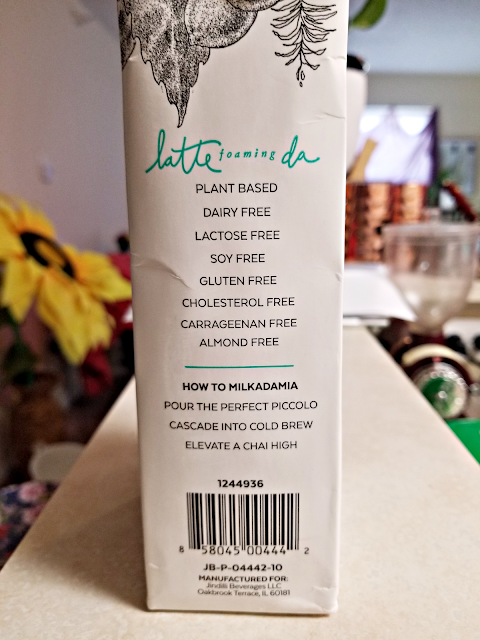 latte foaming da
PLANT BASED
DAIRY FREE
LACTOSE FREE
SOY FREE
GLUTEN FREE
CHOLESTEROL FREE
CARRAGEENAN FREE
ALMOND FREE
HOW TO MILKADAMIA
POUR THE PERFECT PICCOLO
CASCADE INTO COLD BREW
ELEVATE A CHAI HIGH
1244936
8 58045 00444 2
JB-P-04442-10
MANUFACTURED FOR:
Jindilli Beverages LLC
Oakbrook Terrace, IL 60181